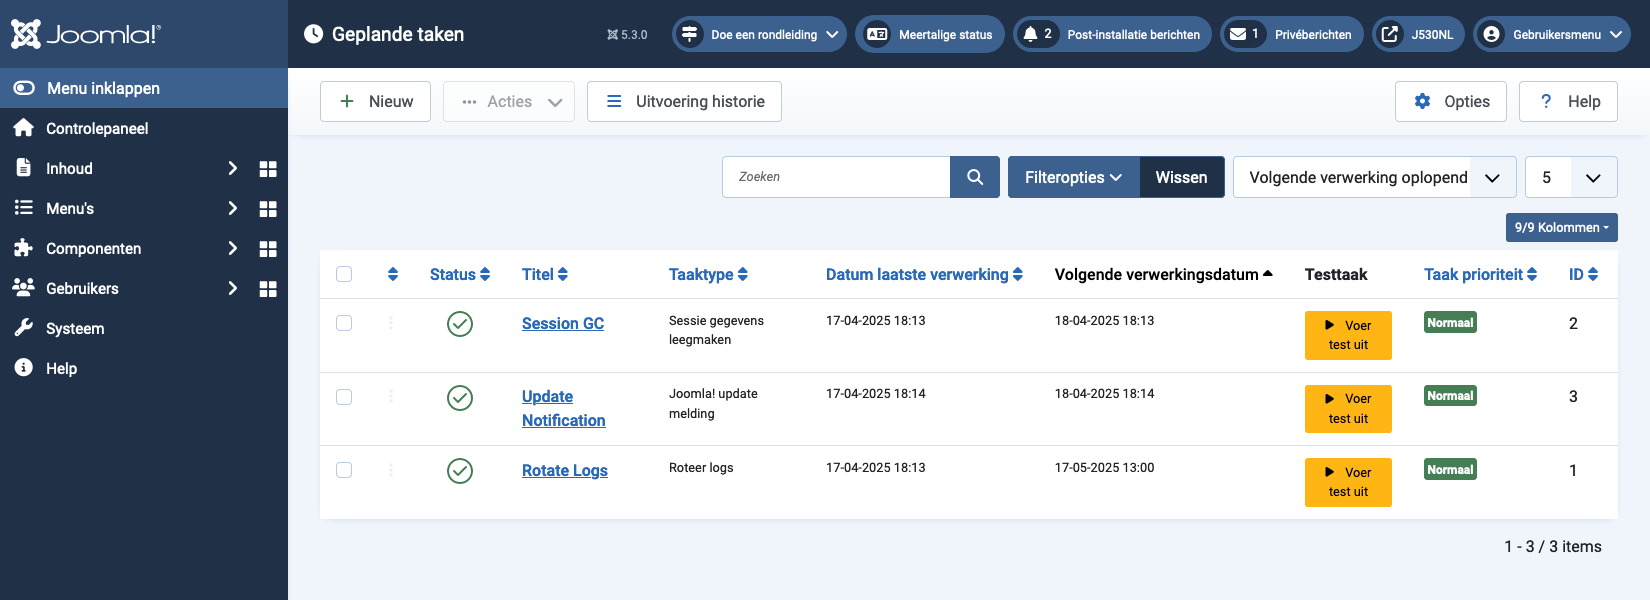 Joomla!®
Geplande taken
5.3.0
Doe een rondleiding
Meertalige status
2 Post-installatie berichten
1 Privéberichten
J530NL
Gebruikersmenu
Menu inklappen
Controlepaneel
Inhoud
Menu's
Componenten
Gebruikers
Systeem
Help
Nieuw
Acties
Uitvoering historie
Opties
? Help
Zoeken
Filteropties
Wissen
Volgende verwerking oplopend
5
9/9 Kolommen
Status Titel Taaktype Datum laatste verwerking Volgende verwerkingsdatum Testtaak Taak prioriteit ID
Session GC
Sessie gegevens
leegmaken
17-04-2025 18:13
18-04-2025 18:13
Voer
test uit
Normaal
2
Update
Notification
Joomla! update
melding
17-04-2025 18:14
18-04-2025 18:14
Voer
test uit
Normaal
3
Rotate Logs
Roteer logs
17-04-2025 18:13
17-05-2025 13:00
Voer
test uit
Normaal
1
1 - 3 / 3 items